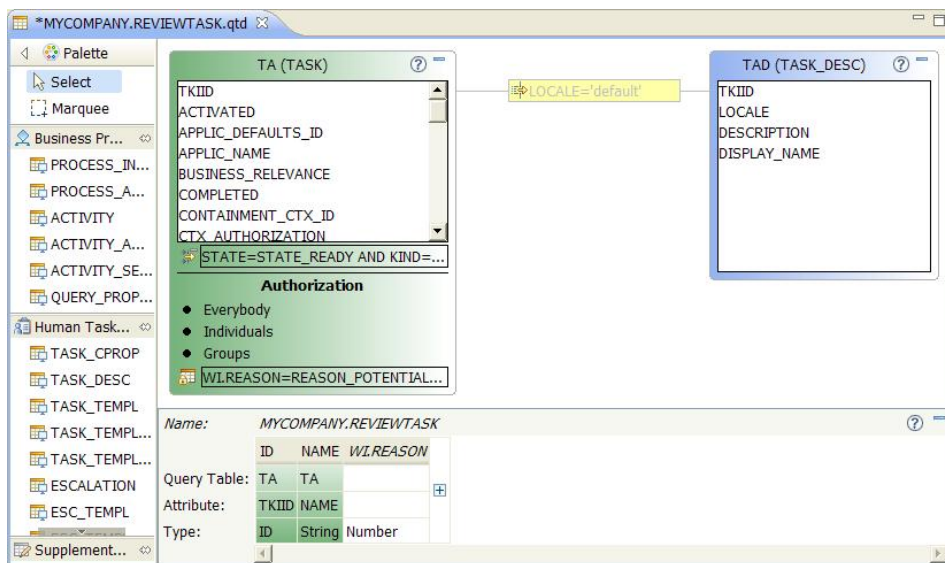 *MYCOMPANY.REVIEWTASK.qtd
Palette
Select
Marquee
Business Pr...
PROCESS_IN...
PROCESS_A...
ACTIVITY
ACTIVITY_A...
ACTIVITY_SE...
QUERY_PROP...
Human Task...
TASK_CPROP
TASK_DESC
TASK_TEMPL
TASK_TEMPL...
TASK_TEMPL...
ESCALATION
ESC_TEMPL
Supplement...
TA (TASK)
TKIID
ACTIVATED
APPLIC_DEFAULTS_ID
APPLIC_NAME
BUSINESS_RELEVANCE
COMPLETED
CONTAINMENT_CTX_ID
CTX_AUTHORIZATION
STATE=STATE_READY AND KIND=...
Authorization
Everybody
Individuals
Groups
WI.REASON=REASON_POTENTIAL...
LOCALE='default'
TAD (TASK_DESC)
TKIID
LOCALE
DESCRIPTION
DISPLAY_NAME
Name: MYCOMPANY.REVIEWTASK
ID NAME WI.REASON
Query Table: TA TA
Attribute: TKIID NAME
Type: ID String Number